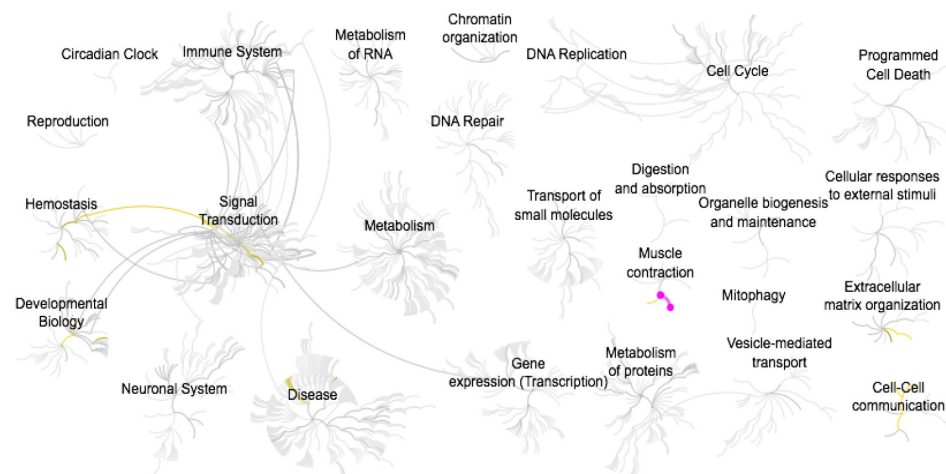 Circadian Clock
Immune System
Metabolism
of RNA
Chromatin
organization
DNA Replication
Cell Cycle
Programmed
Cell Death
Reproduction
DNA Repair
Hemostasis
Signal
Transduction
Metabolism
Transport of
small molecules
Digestion
and absorption
Organelle biogenesis
and maintenance
Cellular responses
to external stimuli
Muscle
contraction
Mitophagy
Extracellular
matrix organization
Developmental
Biology
Neuronal System
Disease
Gene
expression (Transcription)
Metabolism
of proteins
Vesicle-mediated
transport
Cell-Cell
communication